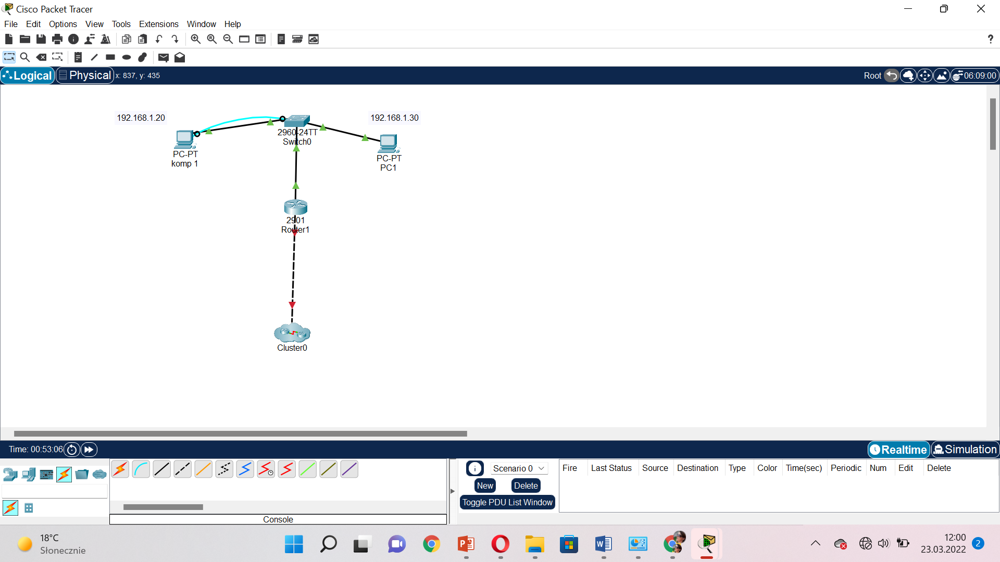 Cisco Packet Tracer
File Edit Options View Tools Extensions Window Help
?
Logical Physical x: 837, y: 435 Root 06:09:00
192.168.1.20 192.168.1.30
2960-24TT
Switch0
PC-PT
komp 1
PC-PT
PC1
2901
Router1
Cluster0
Time: 00:53:06 Realtime Simulation
Scenario 0
New Delete
Toggle PDU List Window
Fire Last Status Source Destination Type Color Time(sec) Periodic Num Edit Delete
Console
18°C
Słonecznie
12:00
23.03.2022
2